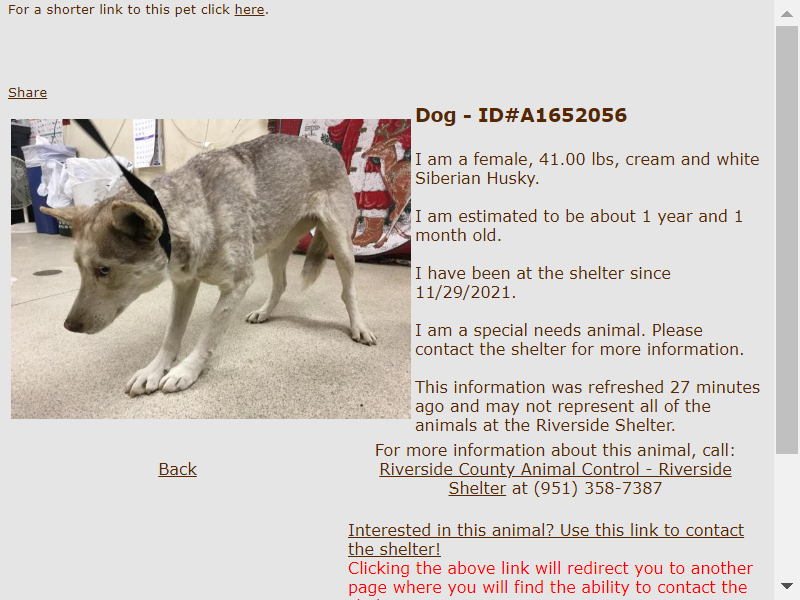 For a shorter link to this pet click here.
Share
Dog - ID#A1652056
I am a female, 41.00 lbs, cream and white
Siberian Husky.
I am estimated to be about 1 year and 1
month old.
I have been at the shelter since
11/29/2021.
I am a special needs animal. Please
contact the shelter for more information.
This information was refreshed 27 minutes
ago and may not represent all of the
animals at the Riverside Shelter.
Back
For more information about this animal, call:
Riverside County Animal Control - Riverside
Shelter at (951) 358-7387
Interested in this animal? Use this link to contact
the shelter!
Clicking the above link will redirect you to another
page where you will find the ability to contact the